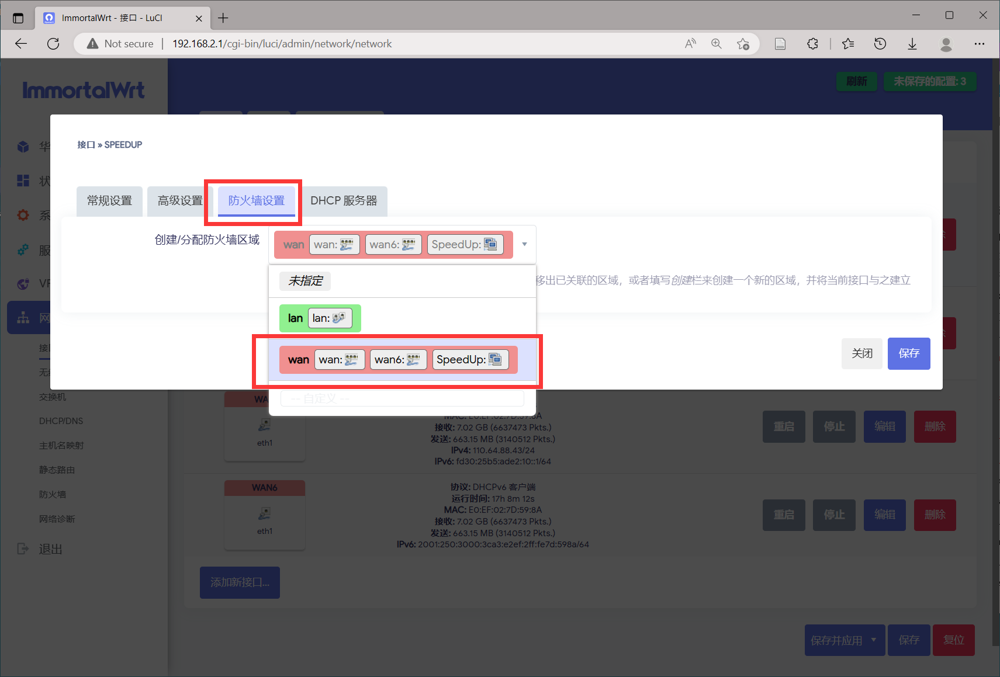 ImmortalWrt - 接口 - LuCI
Not secure
192.168.2.1/cgi-bin/luci/admin/network/network
ImmortalWrt
刷新
未保存的配置: 3
接口 » SPEEDUP
常规设置
高级设置
防火墙设置
DHCP 服务器
创建/分配防火墙区域
wan wan: wan6: SpeedUp:
未指定
移出已关联的区域，或者填写创建栏来创建一个新的区域，并将当前接口与之建立
lan lan:
wan wan: wan6: SpeedUp:
-- 自定义 --
关闭
保存
华
状
系
服
网
交换机
DHCP/DNS
主机名映射
静态路由
防火墙
网络诊断
退出
eth1
MAC: E0:EF:02:7D:59:8A
接收: 7.02 GB (6637473 Pkts.)
发送: 663.15 MB (3140512 Pkts.)
IPv4: 110.64.88.43/24
IPv6: fd30:25b5:ade2:10::1/64
重启
停止
编辑
删除
WAN6
eth1
协议: DHCPv6 客户端
运行时间: 17h 8m 12s
MAC: E0:EF:02:7D:59:8A
接收: 7.02 GB (6637473 Pkts.)
发送: 663.15 MB (3140512 Pkts.)
IPv6: 2001:250:3000:3ca3:e2ef:2ff:fe7d:598a/64
重启
停止
编辑
删除
添加新接口...
保存并应用
保存
复位